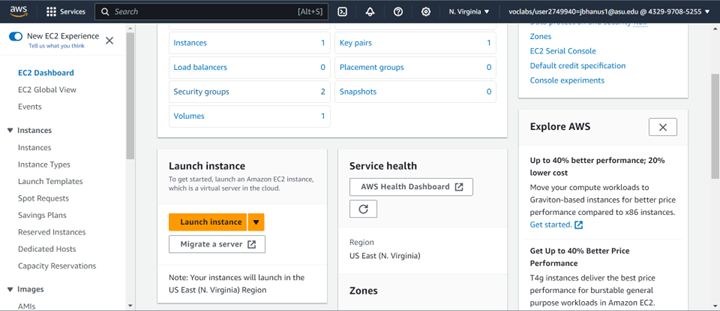 aws
Services
Search
[Alt+S]
N. Virginia
voclabs/user2749940=jbhanus1@asu.edu @ 4329-9708-5255
New EC2 Experience
Tell us what you think
EC2 Dashboard
EC2 Global View
Events
Instances
Instances
Instance Types
Launch Templates
Spot Requests
Savings Plans
Reserved Instances
Dedicated Hosts
Capacity Reservations
Images
AMIs
Instances 1
Key pairs 1
Load balancers 0
Placement groups 0
Security groups 2
Snapshots 0
Volumes 1
Launch instance
To get started, launch an Amazon EC2 instance,
which is a virtual server in the cloud.
Launch instance
Migrate a server
Note: Your instances will launch in the
US East (N. Virginia) Region
Service health
AWS Health Dashboard
Region
US East (N. Virginia)
Zones
Zones
EC2 Serial Console
Default credit specification
Console experiments
Explore AWS
Up to 40% better performance; 20%
lower cost
Move your compute workloads to
Graviton-based instances for better price
performance compared to x86 instances.
Get started.
Get Up to 40% Better Price
Performance
T4g instances deliver the best price
performance for burstable general
purpose workloads in Amazon EC2.